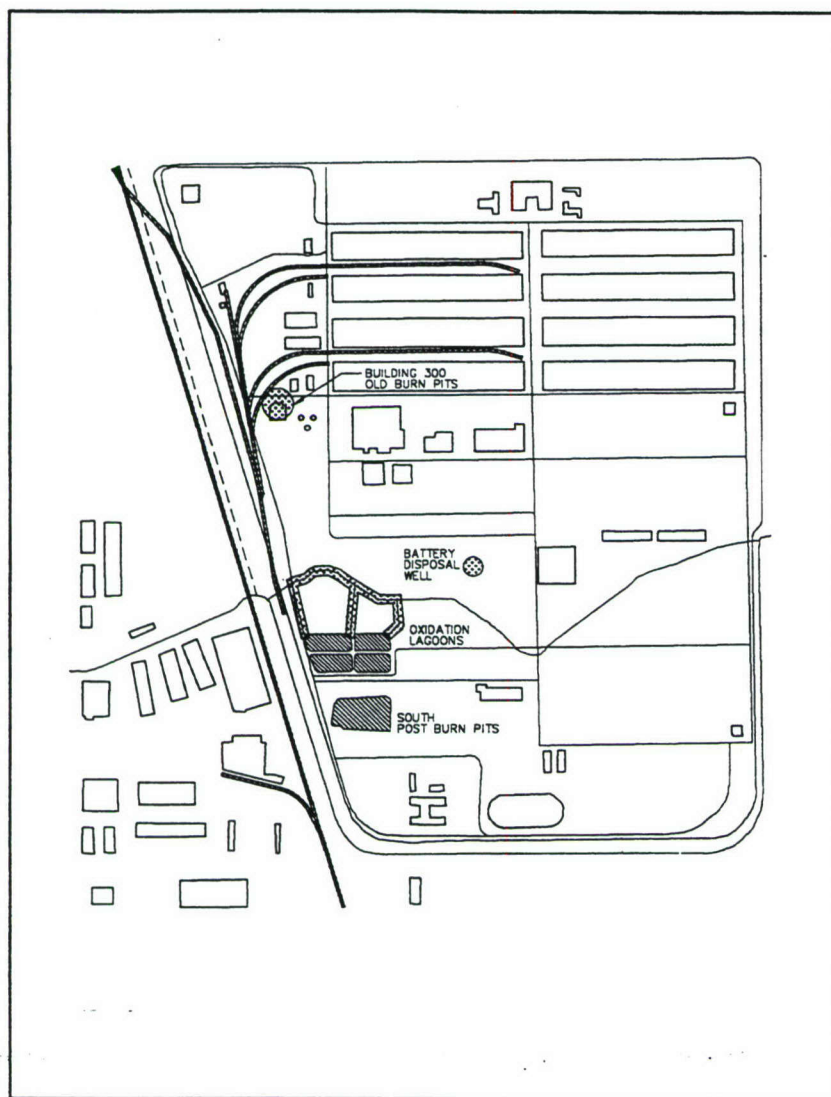 BUILDING 300
OLD BURN PITS
BATTERY
DISPOSAL
WELL
OXIDATION
LAGOONS
SOUTH
POST BURN PITS